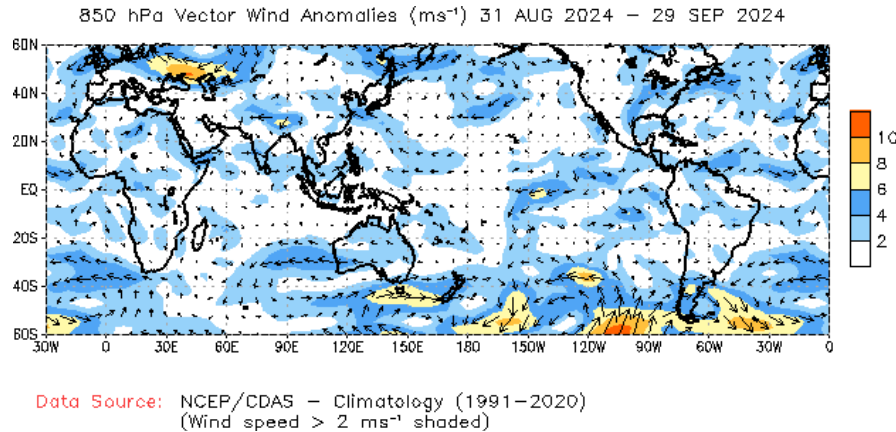 850 hPa Vector Wind Anomalies (ms⁻¹) 31 AUG 2024 – 29 SEP 2024
60N
40N
20N
EQ
20S
40S
60S
30W 0 30E 60E 90E 120E 150E 180 150W 120W 90W 60W 30W 0
10
8
6
4
2
Data Source: NCEP/CDAS – Climatology (1991–2020)
(Wind speed > 2 ms⁻¹ shaded)